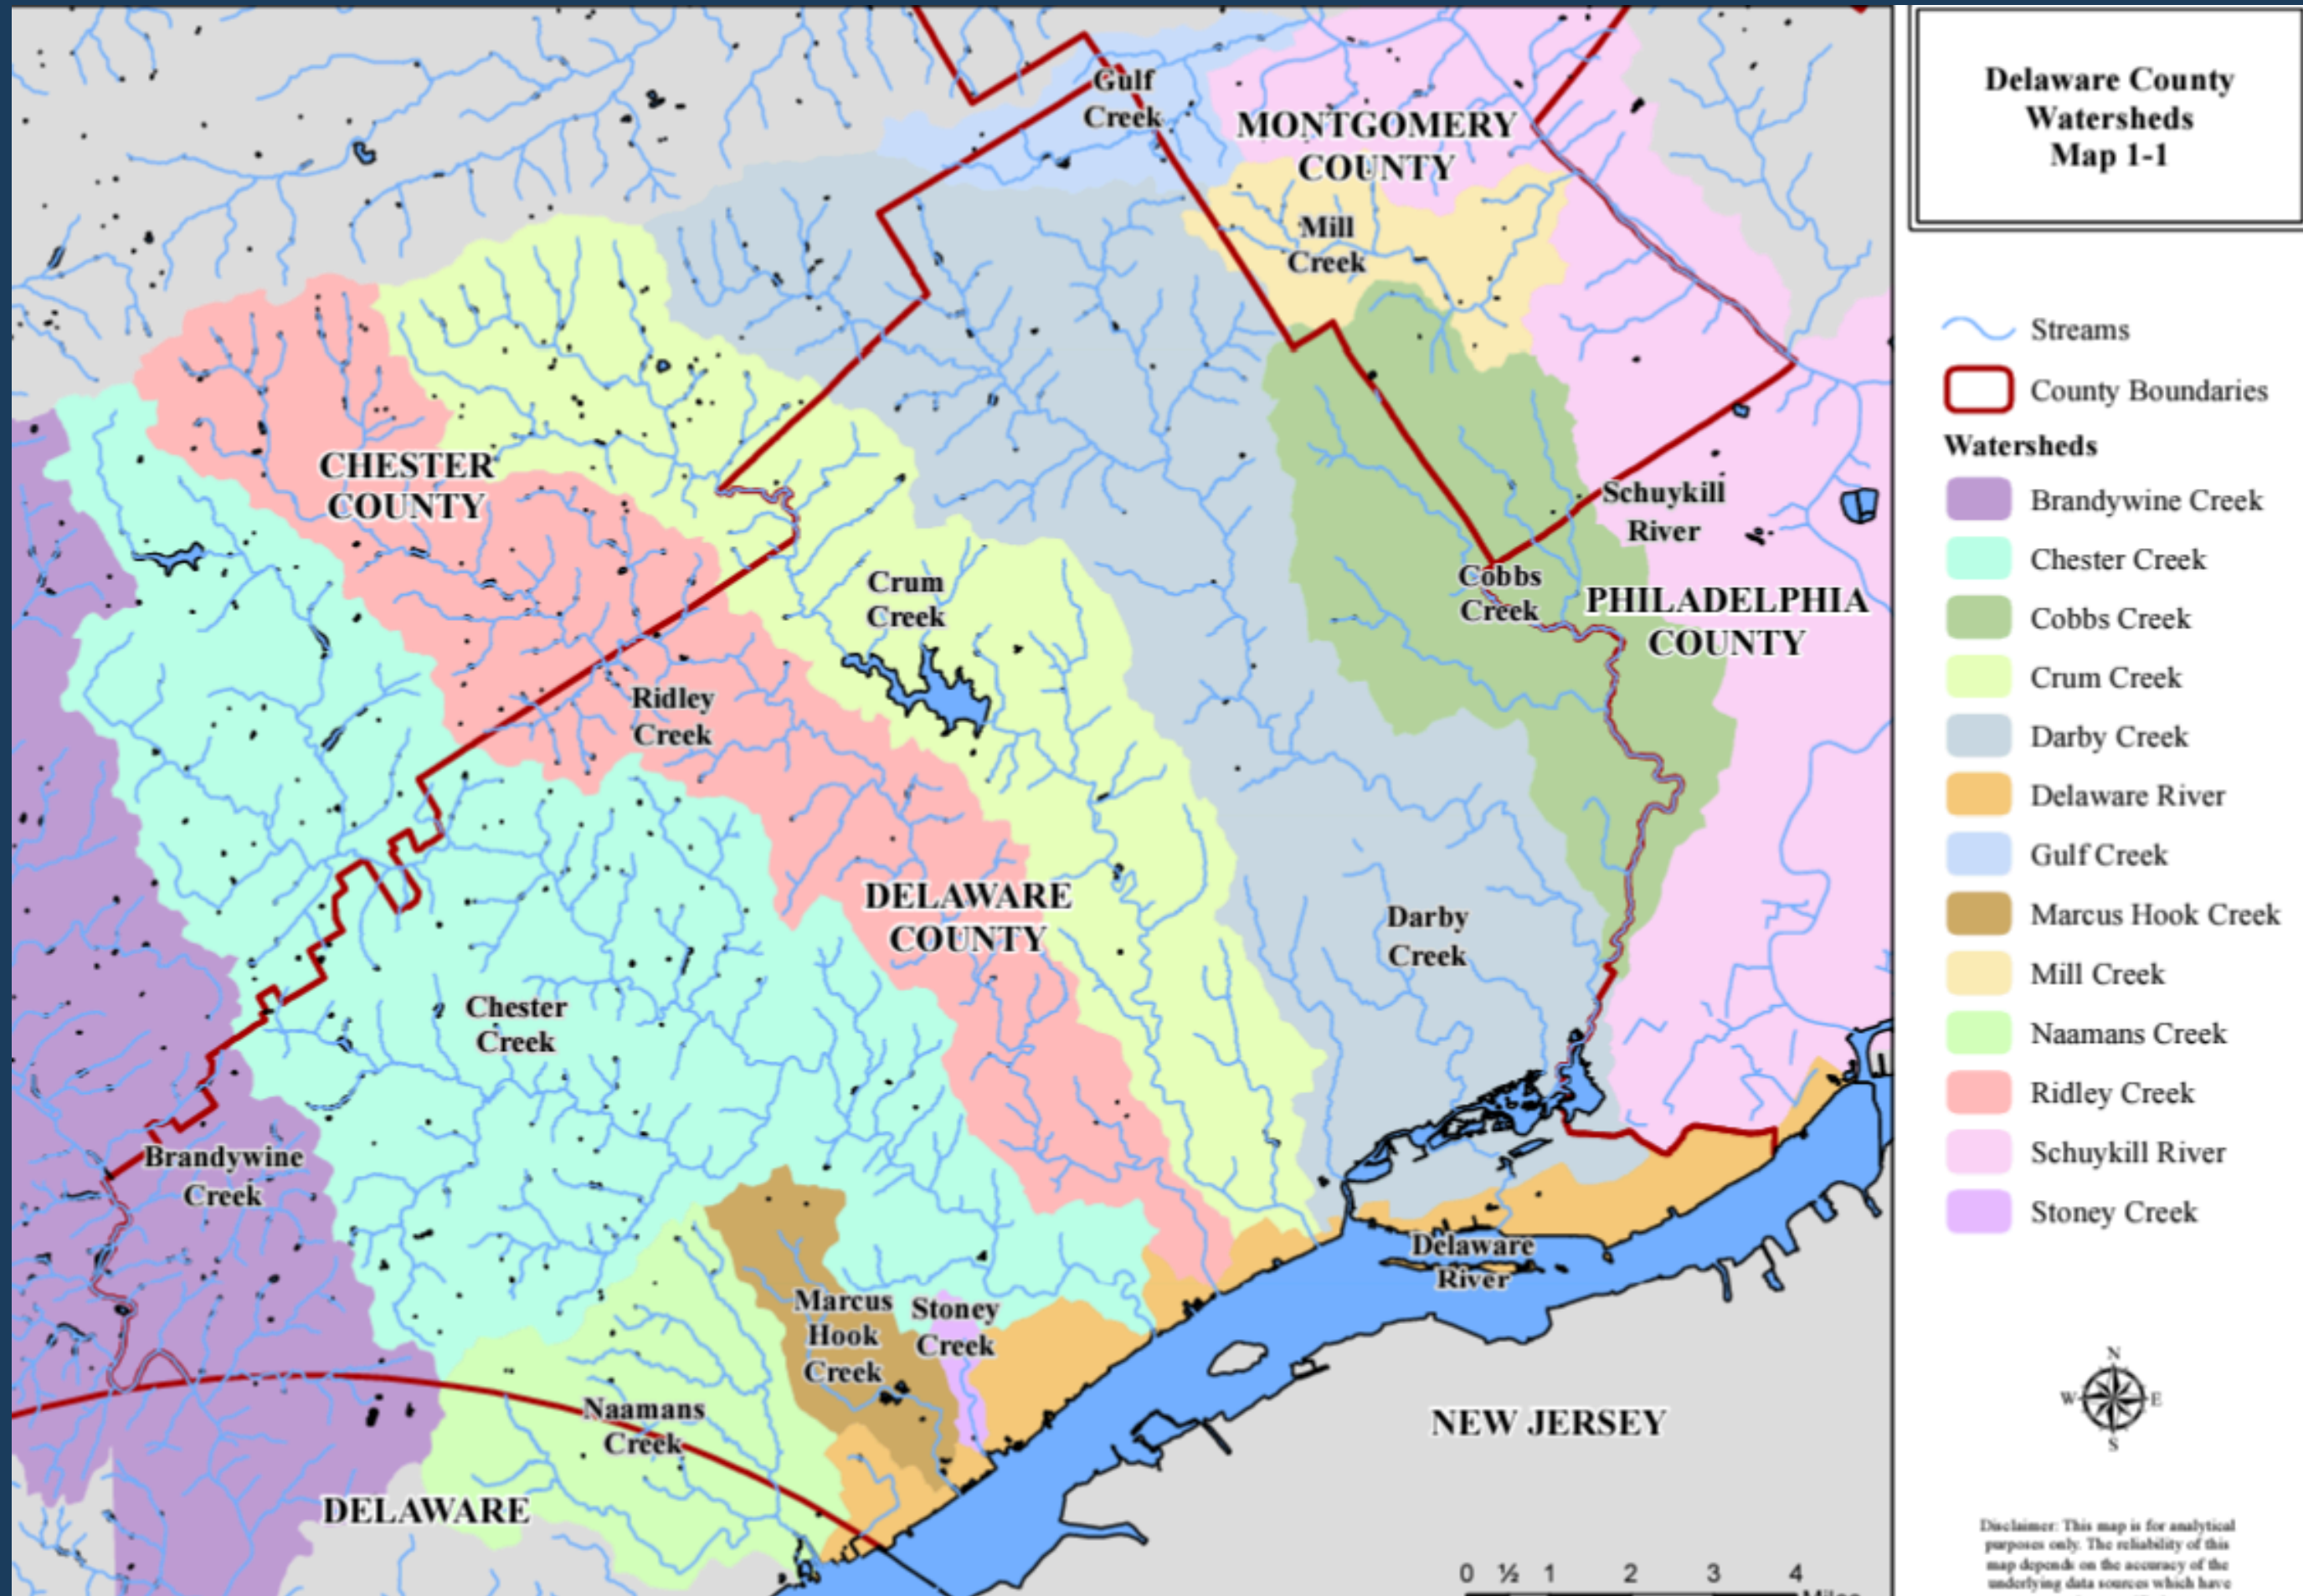 Delaware County
Watersheds
Map 1-1
Streams
County Boundaries
Watersheds
Brandywine Creek
Chester Creek
Cobbs Creek
Crum Creek
Darby Creek
Delaware River
Gulf Creek
Marcus Hook Creek
Mill Creek
Naamans Creek
Ridley Creek
Schuykill River
Stoney Creek
N
W
E
S
Disclaimer: This map is for analytical
purposes only. The reliability of this
map depends on the accuracy of the
underlying data sources which have
Gulf
Creek
MONTGOMERY
COUNTY
Mill
Creek
CHESTER
COUNTY
Schuykill
River
Crum
Creek
Cobbs
Creek
PHILADELPHIA
COUNTY
Ridley
Creek
DELAWARE
COUNTY
Darby
Creek
Chester
Creek
Brandywine
Creek
Delaware
River
Marcus
Hook
Creek
Stoney
Creek
Naamans
Creek
NEW JERSEY
DELAWARE
0 ½ 1 2 3 4
Miles